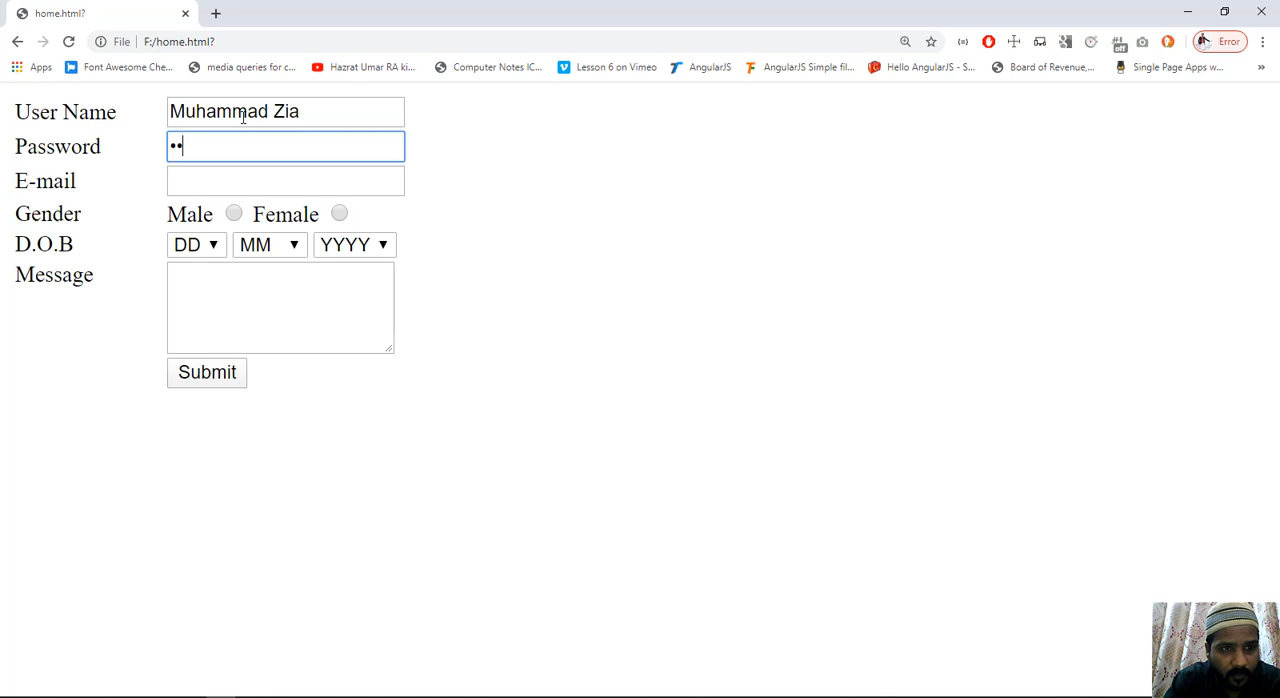 home.html?
File F:/home.html?
off
Error
Apps Font Awesome Che... media queries for c... Hazrat Umar RA ki... Computer Notes IC... Lesson 6 on Vimeo AngularJS AngularJS Simple fil... Hello AngularJS - S... Board of Revenue,... Single Page Apps w... »
User Name Muhammad Zia
Password ••
E-mail
Gender Male Female
D.O.B DD MM YYYY
Message
Submit